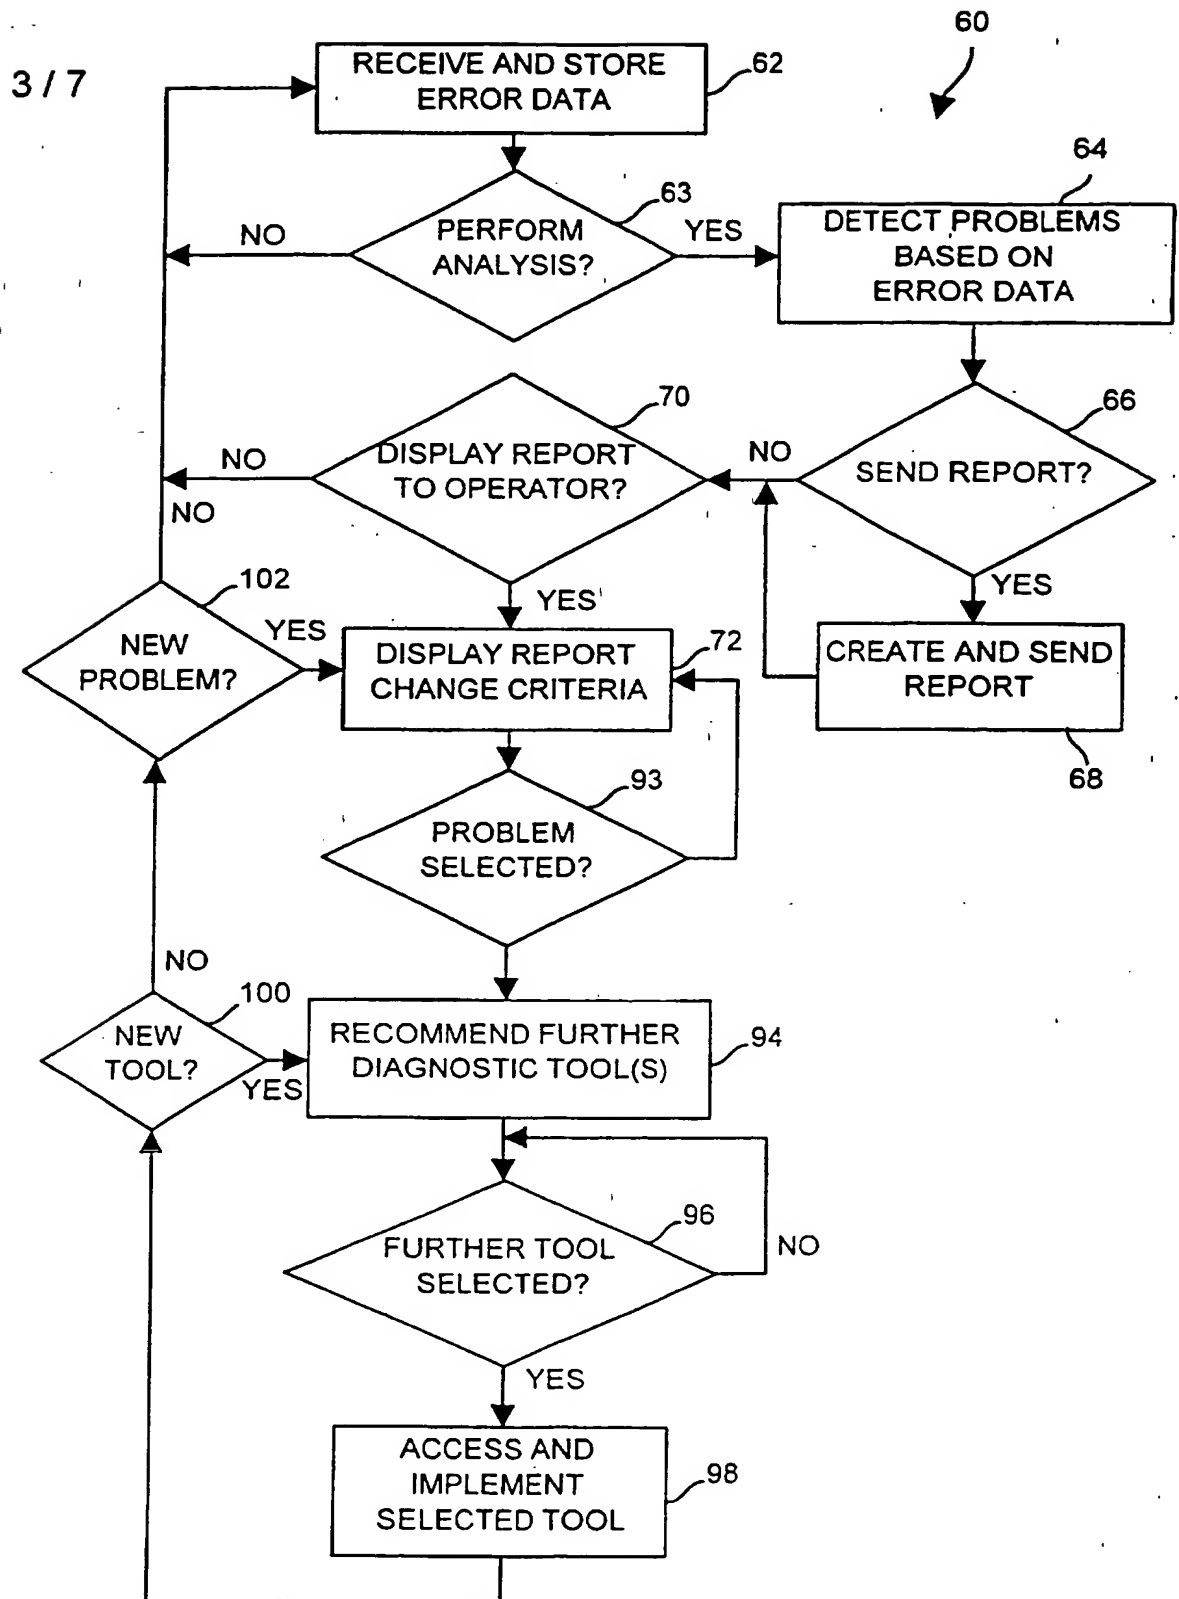 60
3 / 7
RECEIVE AND STORE
ERROR DATA
62
63
PERFORM
ANALYSIS?
NO
YES
64
DETECT PROBLEMS
BASED ON
ERROR DATA
66
SEND REPORT?
NO
YES
70
DISPLAY REPORT
TO OPERATOR?
NO
YES
CREATE AND SEND
REPORT
68
NO
102
NEW
PROBLEM?
YES
DISPLAY REPORT
CHANGE CRITERIA
72
93
PROBLEM
SELECTED?
NO
100
NEW
TOOL?
YES
RECOMMEND FURTHER
DIAGNOSTIC TOOL(S)
94
96
FURTHER TOOL
SELECTED?
NO
YES
ACCESS AND
IMPLEMENT
SELECTED TOOL
98